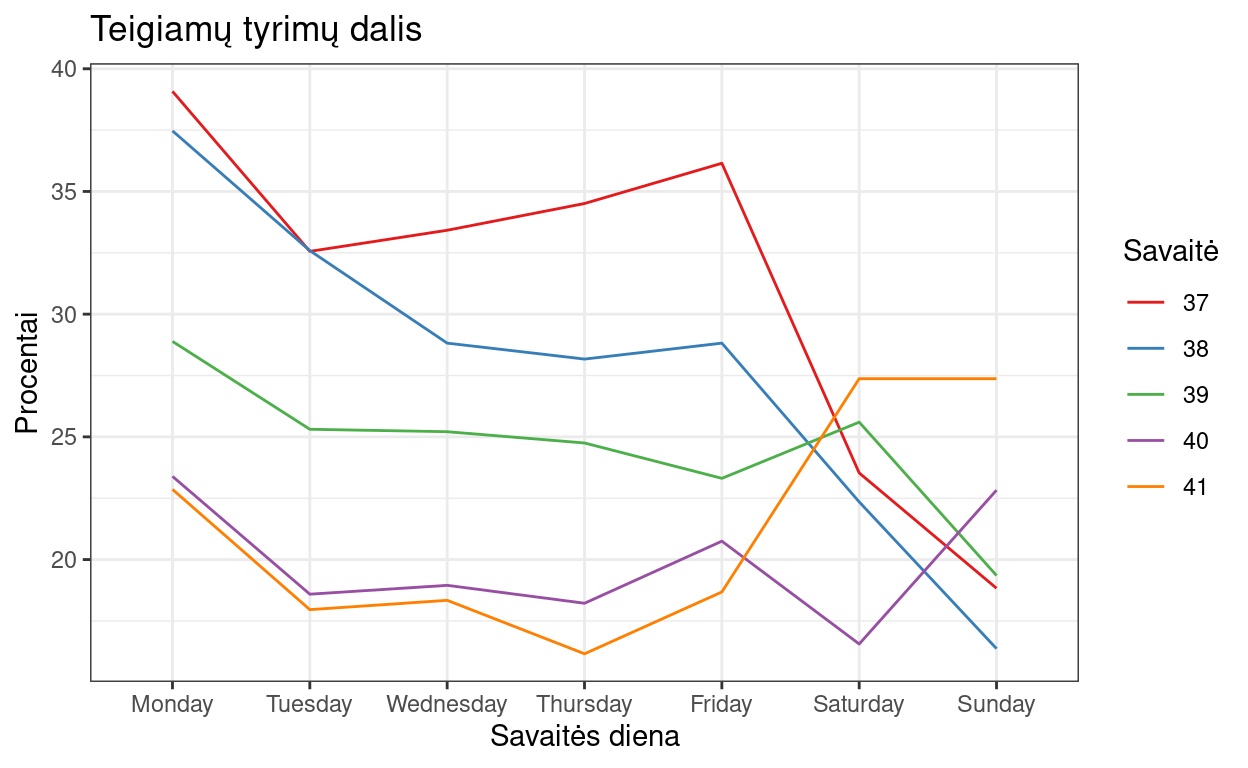 Teigiamų tyrimų dalis
40
35
30
25
20
Procentai
Monday
Tuesday
Wednesday
Thursday
Friday
Saturday
Sunday
Savaitės diena
Savaitė
37
38
39
40
41